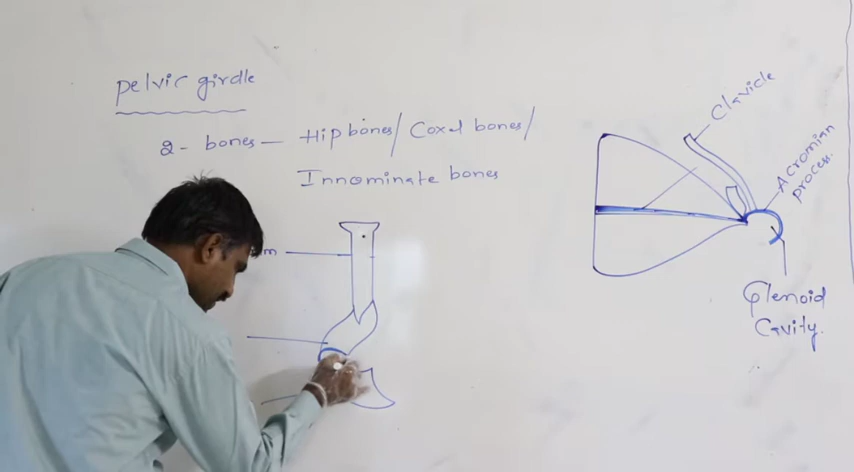 pelvic girdle
2- bones — Hip bones/ Coxal bones/
Innominate bones
Clavicle
Acromian
process.
Glenoid
Cavity.